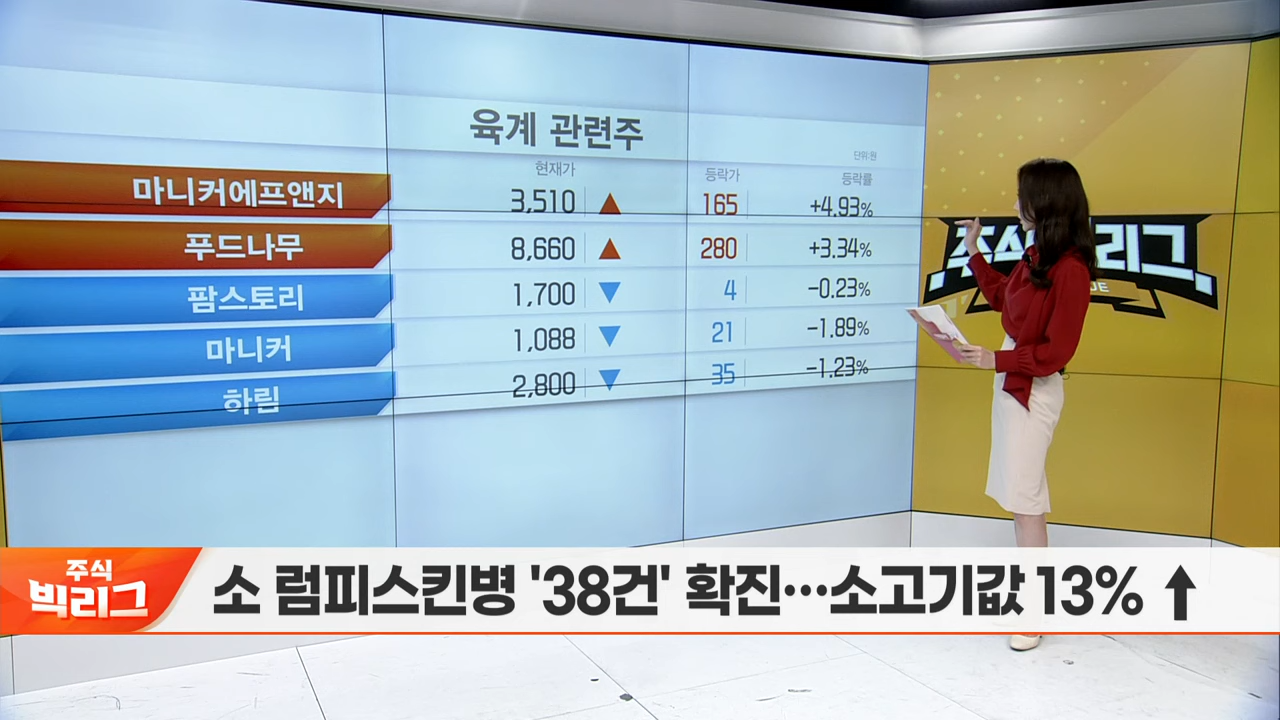 육계 관련주
단위:원
현재가 등락가 등락률
마니커에프앤지 3,510 ▲ 165 +4.93%
푸드나무 8,660 ▲ 280 +3.34%
팜스토리 1,700 ▼ 4 -0.23%
마니커 1,088 ▼ 21 -1.89%
하림 2,800 ▼ 35 -1.23%
주식
빅리그
소 럼피스킨병 '38건' 확진…소고기값 13% ↑